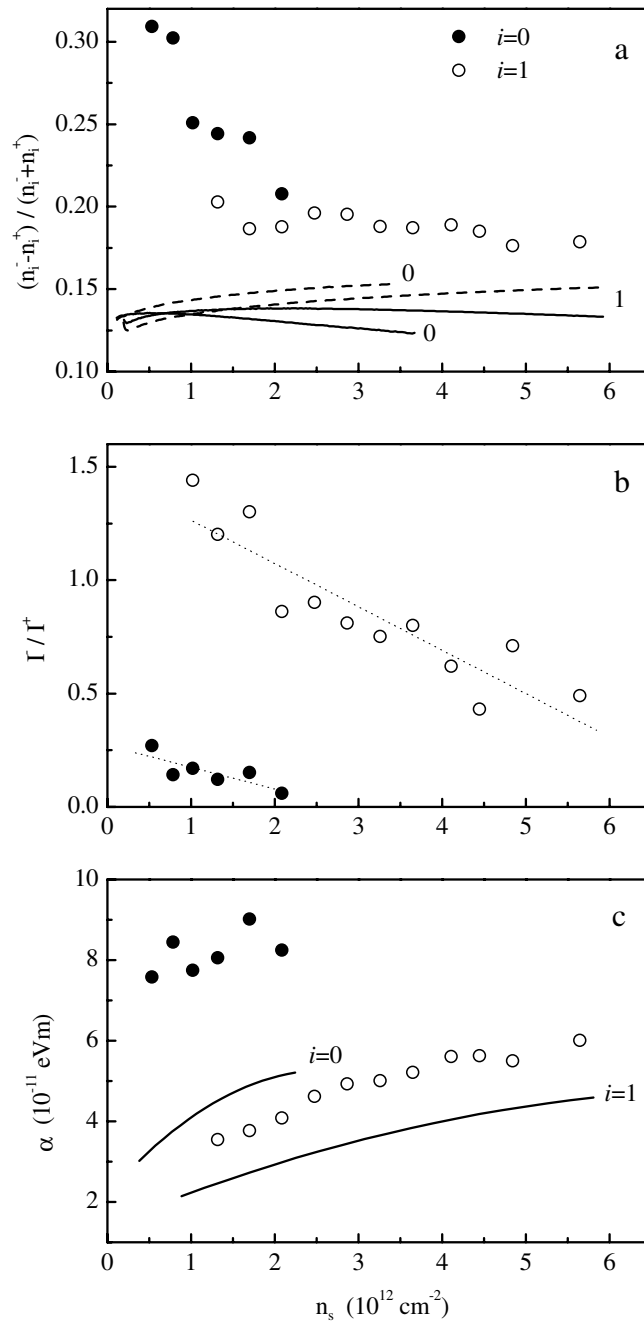 a
i=0
i=1
0.30
0.25
0.20
0.15
0.10
(n_i^- - n_i^+) / (n_i^- + n_i^+)
0
1
0
0 1 2 3 4 5 6
b
1.5
1.0
0.5
0.0
I^- / I^+
0 1 2 3 4 5 6
c
10
8
6
4
2
α (10^-11 eVm)
i=0
i=1
0 1 2 3 4 5 6
n_s (10^12 cm^-2)